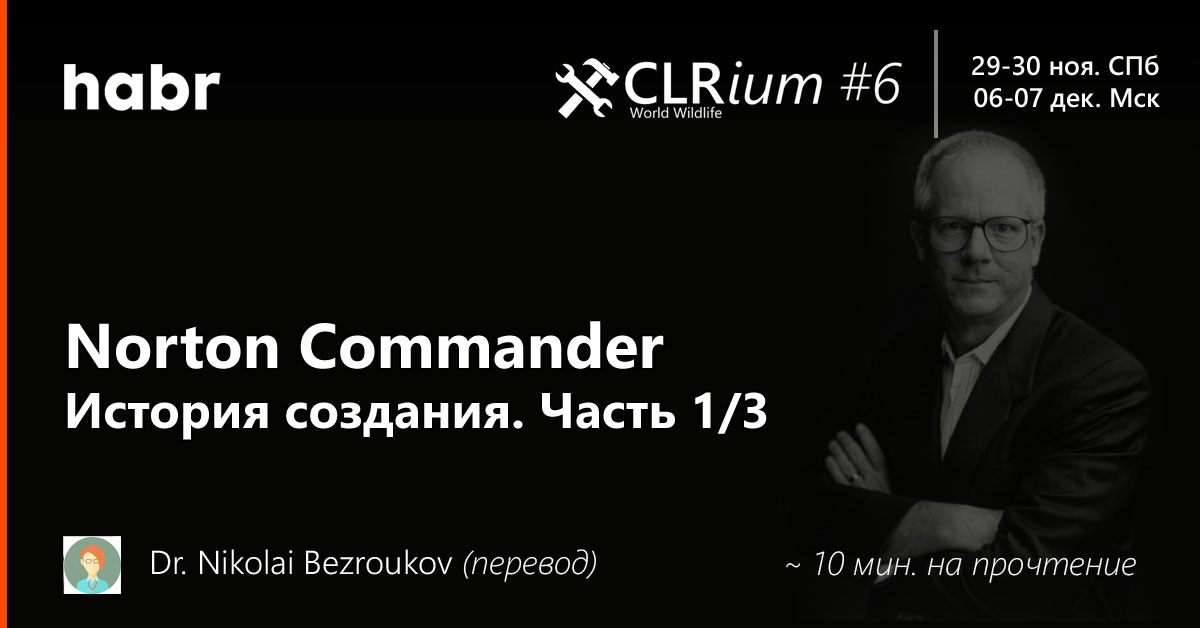 habr
CLRium #6
World Wildlife
29-30 ноя. СПб
06-07 дек. Мск
Norton Commander
История создания. Часть 1/3
Dr. Nikolai Bezroukov (перевод)
~ 10 мин. на прочтение